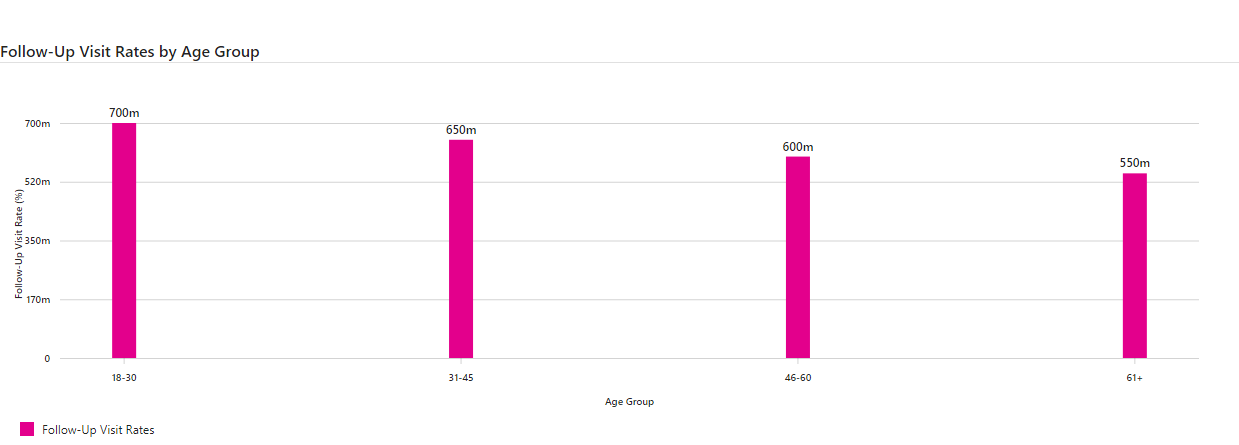 Follow-Up Visit Rates by Age Group
700m
650m
600m
550m
700m
520m
350m
170m
0
Follow-Up Visit Rate (%)
18-30
31-45
46-60
61+
Age Group
Follow-Up Visit Rates